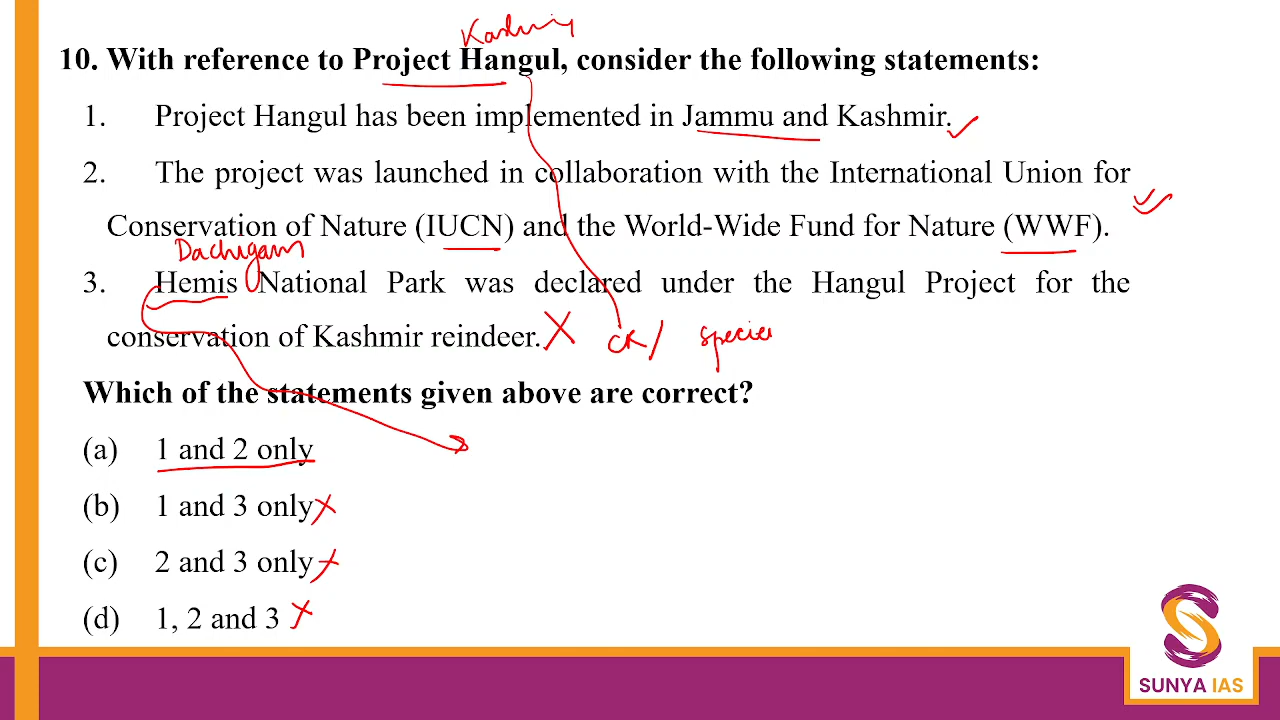 Kashmir
10. With reference to Project Hangul, consider the following statements:
1. Project Hangul has been implemented in Jammu and Kashmir.
2. The project was launched in collaboration with the International Union for
Conservation of Nature (IUCN) and the World-Wide Fund for Nature (WWF).
Dachigam
3. Hemis National Park was declared under the Hangul Project for the
conservation of Kashmir reindeer.
CR/ species
Which of the statements given above are correct?
(a) 1 and 2 only
(b) 1 and 3 only
(c) 2 and 3 only
(d) 1, 2 and 3
SUNYA IAS